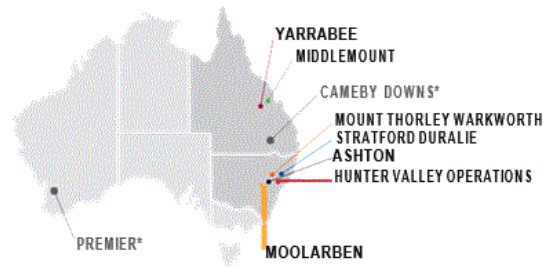 YARRABEE
MIDDLEMOUNT
CAMEBY DOWNS*
MOUNT THORLEY WARKWORTH
STRATFORD DURALIE
ASHTON
HUNTER VALLEY OPERATIONS
PREMIER*
MOOLARBEN